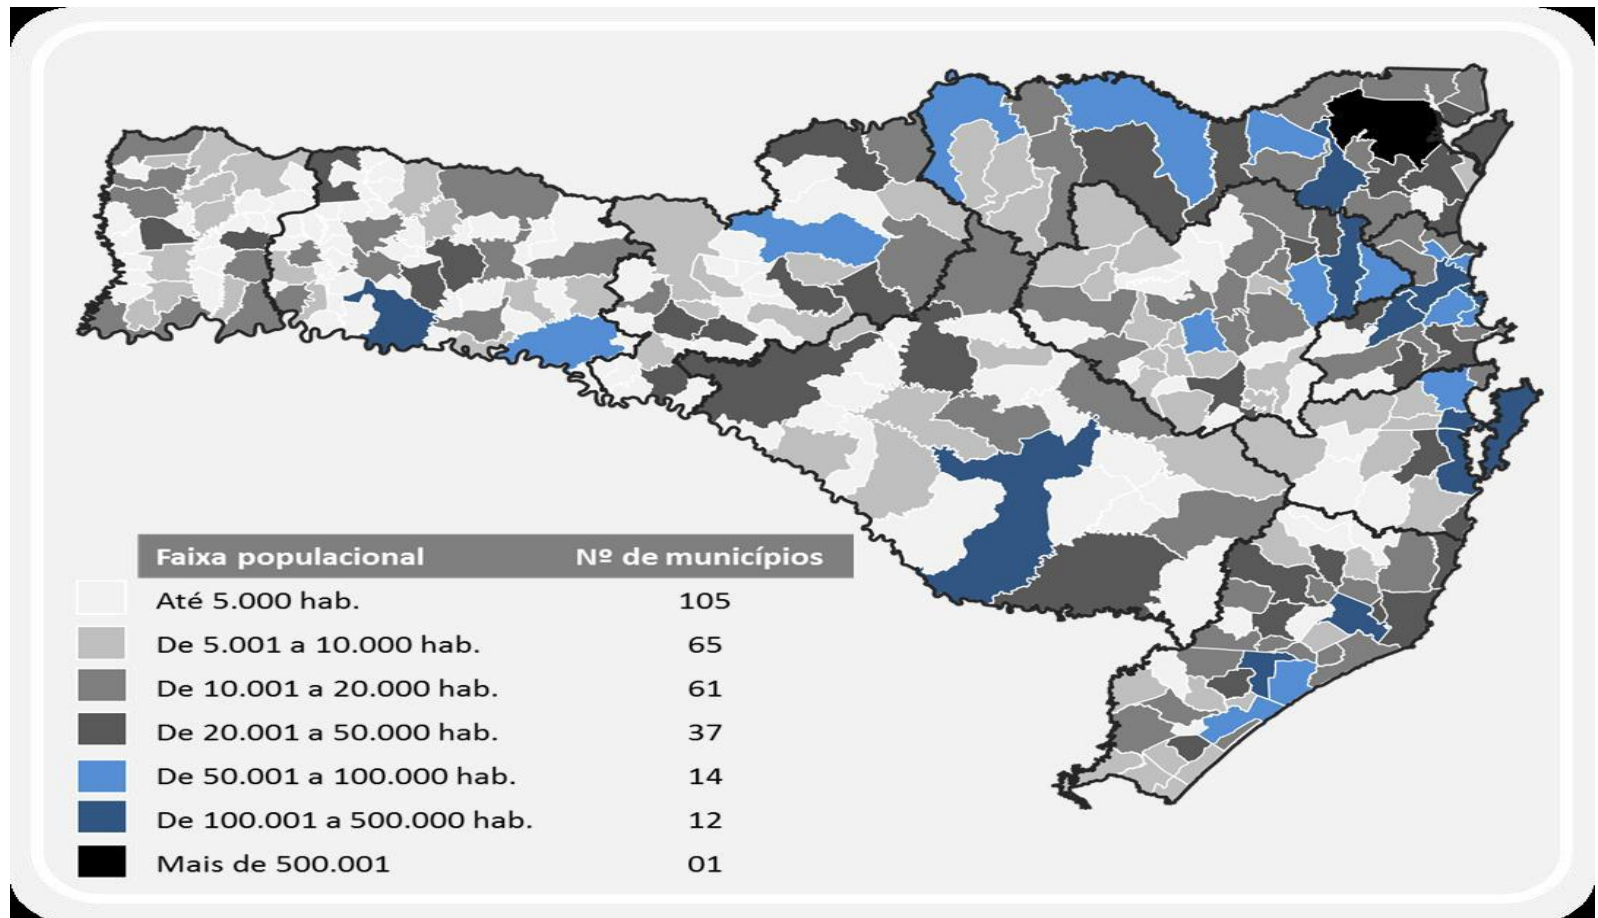 Faixa populacional Nº de municípios
Até 5.000 hab. 105
De 5.001 a 10.000 hab. 65
De 10.001 a 20.000 hab. 61
De 20.001 a 50.000 hab. 37
De 50.001 a 100.000 hab. 14
De 100.001 a 500.000 hab. 12
Mais de 500.001 01